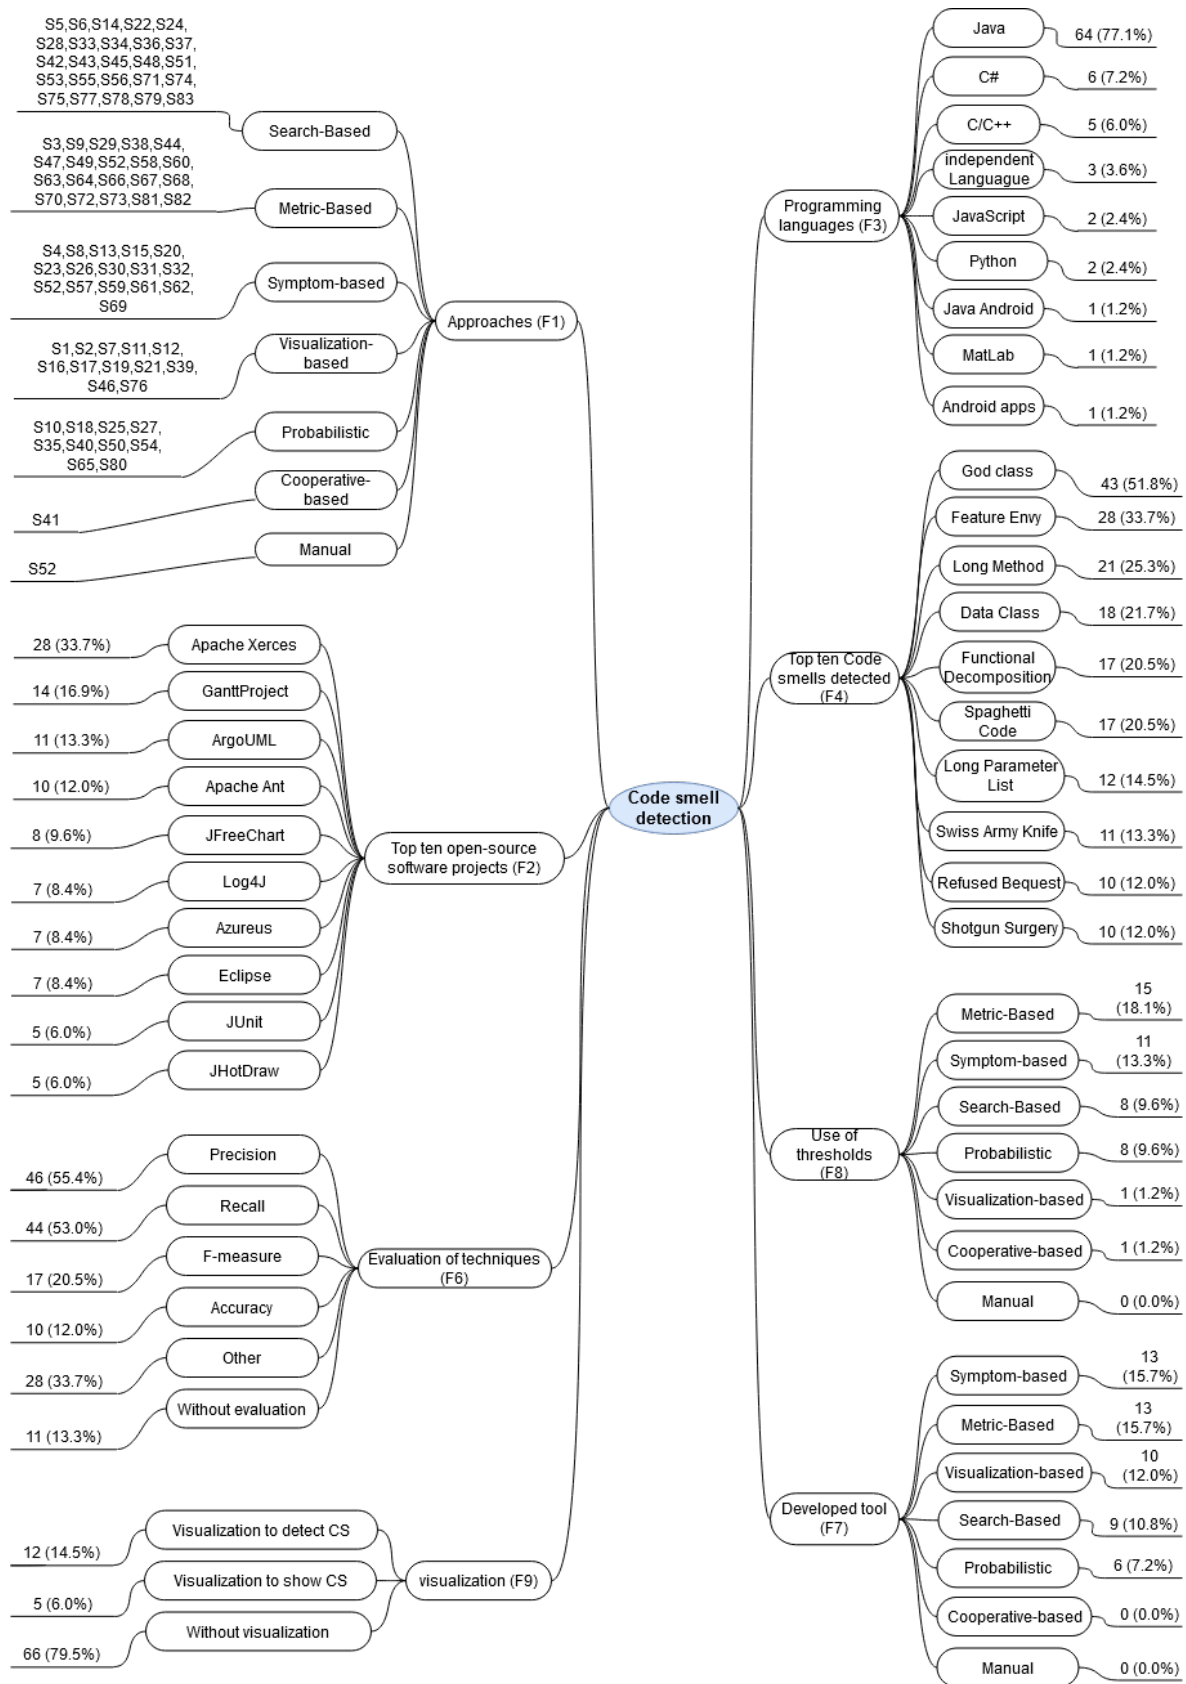 S5,S6,S14,S22,S24,
S28,S33,S34,S36,S37,
S42,S43,S45,S48,S51,
S53,S55,S56,S71,S74,
S75,S77,S78,S79,S83
Search-Based
S3,S9,S29,S38,S44,
S47,S49,S52,S58,S60,
S63,S64,S66,S67,S68,
S70,S72,S73,S81,S82
Metric-Based
S4,S8,S13,S15,S20,
S23,S26,S30,S31,S32,
S52,S57,S59,S61,S62,
S69
Symptom-based
S1,S2,S7,S11,S12,
S16,S17,S19,S21,S39,
S46,S76
Visualization-
based
S10,S18,S25,S27,
S35,S40,S50,S54,
S65,S80
Probabilistic
S41
Cooperative-
based
S52
Manual
Approaches (F1)
28 (33.7%)
Apache Xerces
14 (16.9%)
GanttProject
11 (13.3%)
ArgoUML
10 (12.0%)
Apache Ant
8 (9.6%)
JFreeChart
7 (8.4%)
Log4J
7 (8.4%)
Azureus
7 (8.4%)
Eclipse
5 (6.0%)
JUnit
5 (6.0%)
JHotDraw
Top ten open-source
software projects (F2)
46 (55.4%)
Precision
44 (53.0%)
Recall
17 (20.5%)
F-measure
10 (12.0%)
Accuracy
28 (33.7%)
Other
11 (13.3%)
Without evaluation
Evaluation of techniques
(F6)
12 (14.5%)
Visualization to detect CS
5 (6.0%)
Visualization to show CS
66 (79.5%)
Without visualization
visualization (F9)
Code smell
detection
Programming
languages (F3)
Java
64 (77.1%)
C#
6 (7.2%)
C/C++
5 (6.0%)
independent
Languague
3 (3.6%)
JavaScript
2 (2.4%)
Python
2 (2.4%)
Java Android
1 (1.2%)
MatLab
1 (1.2%)
Android apps
1 (1.2%)
Top ten Code
smells detected
(F4)
God class
43 (51.8%)
Feature Envy
28 (33.7%)
Long Method
21 (25.3%)
Data Class
18 (21.7%)
Functional
Decomposition
17 (20.5%)
Spaghetti
Code
17 (20.5%)
Long Parameter
List
12 (14.5%)
Swiss Army Knife
11 (13.3%)
Refused Bequest
10 (12.0%)
Shotgun Surgery
10 (12.0%)
Use of
thresholds
(F8)
Metric-Based
15
(18.1%)
Symptom-based
11
(13.3%)
Search-Based
8 (9.6%)
Probabilistic
8 (9.6%)
Visualization-based
1 (1.2%)
Cooperative-based
1 (1.2%)
Manual
0 (0.0%)
Developed tool
(F7)
Symptom-based
13
(15.7%)
Metric-Based
13
(15.7%)
Visualization-based
10
(12.0%)
Search-Based
9 (10.8%)
Probabilistic
6 (7.2%)
Cooperative-based
0 (0.0%)
Manual
0 (0.0%)